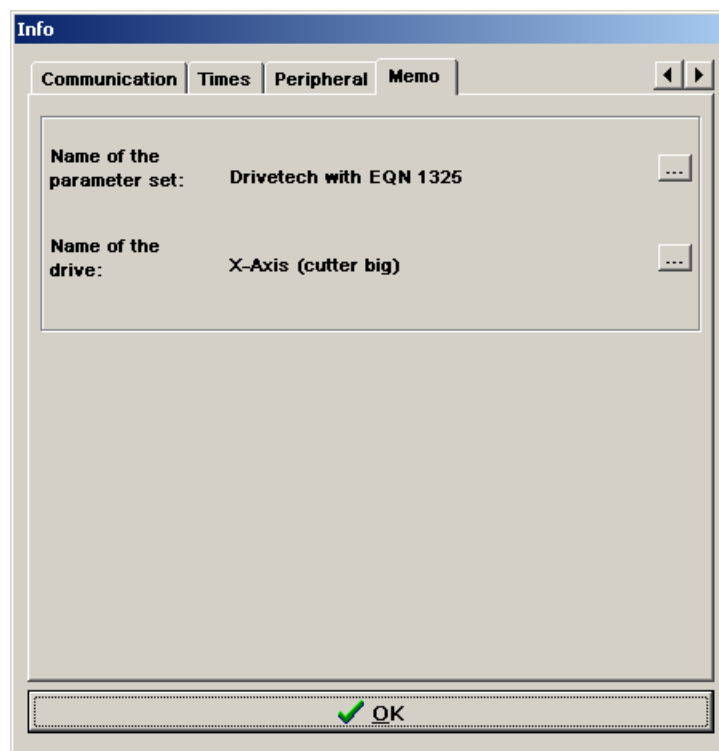 Info
Communication Times Peripheral Memo
Name of the
parameter set: Drivetech with EQN 1325 ...
Name of the
drive: X-Axis (cutter big) ...
OK